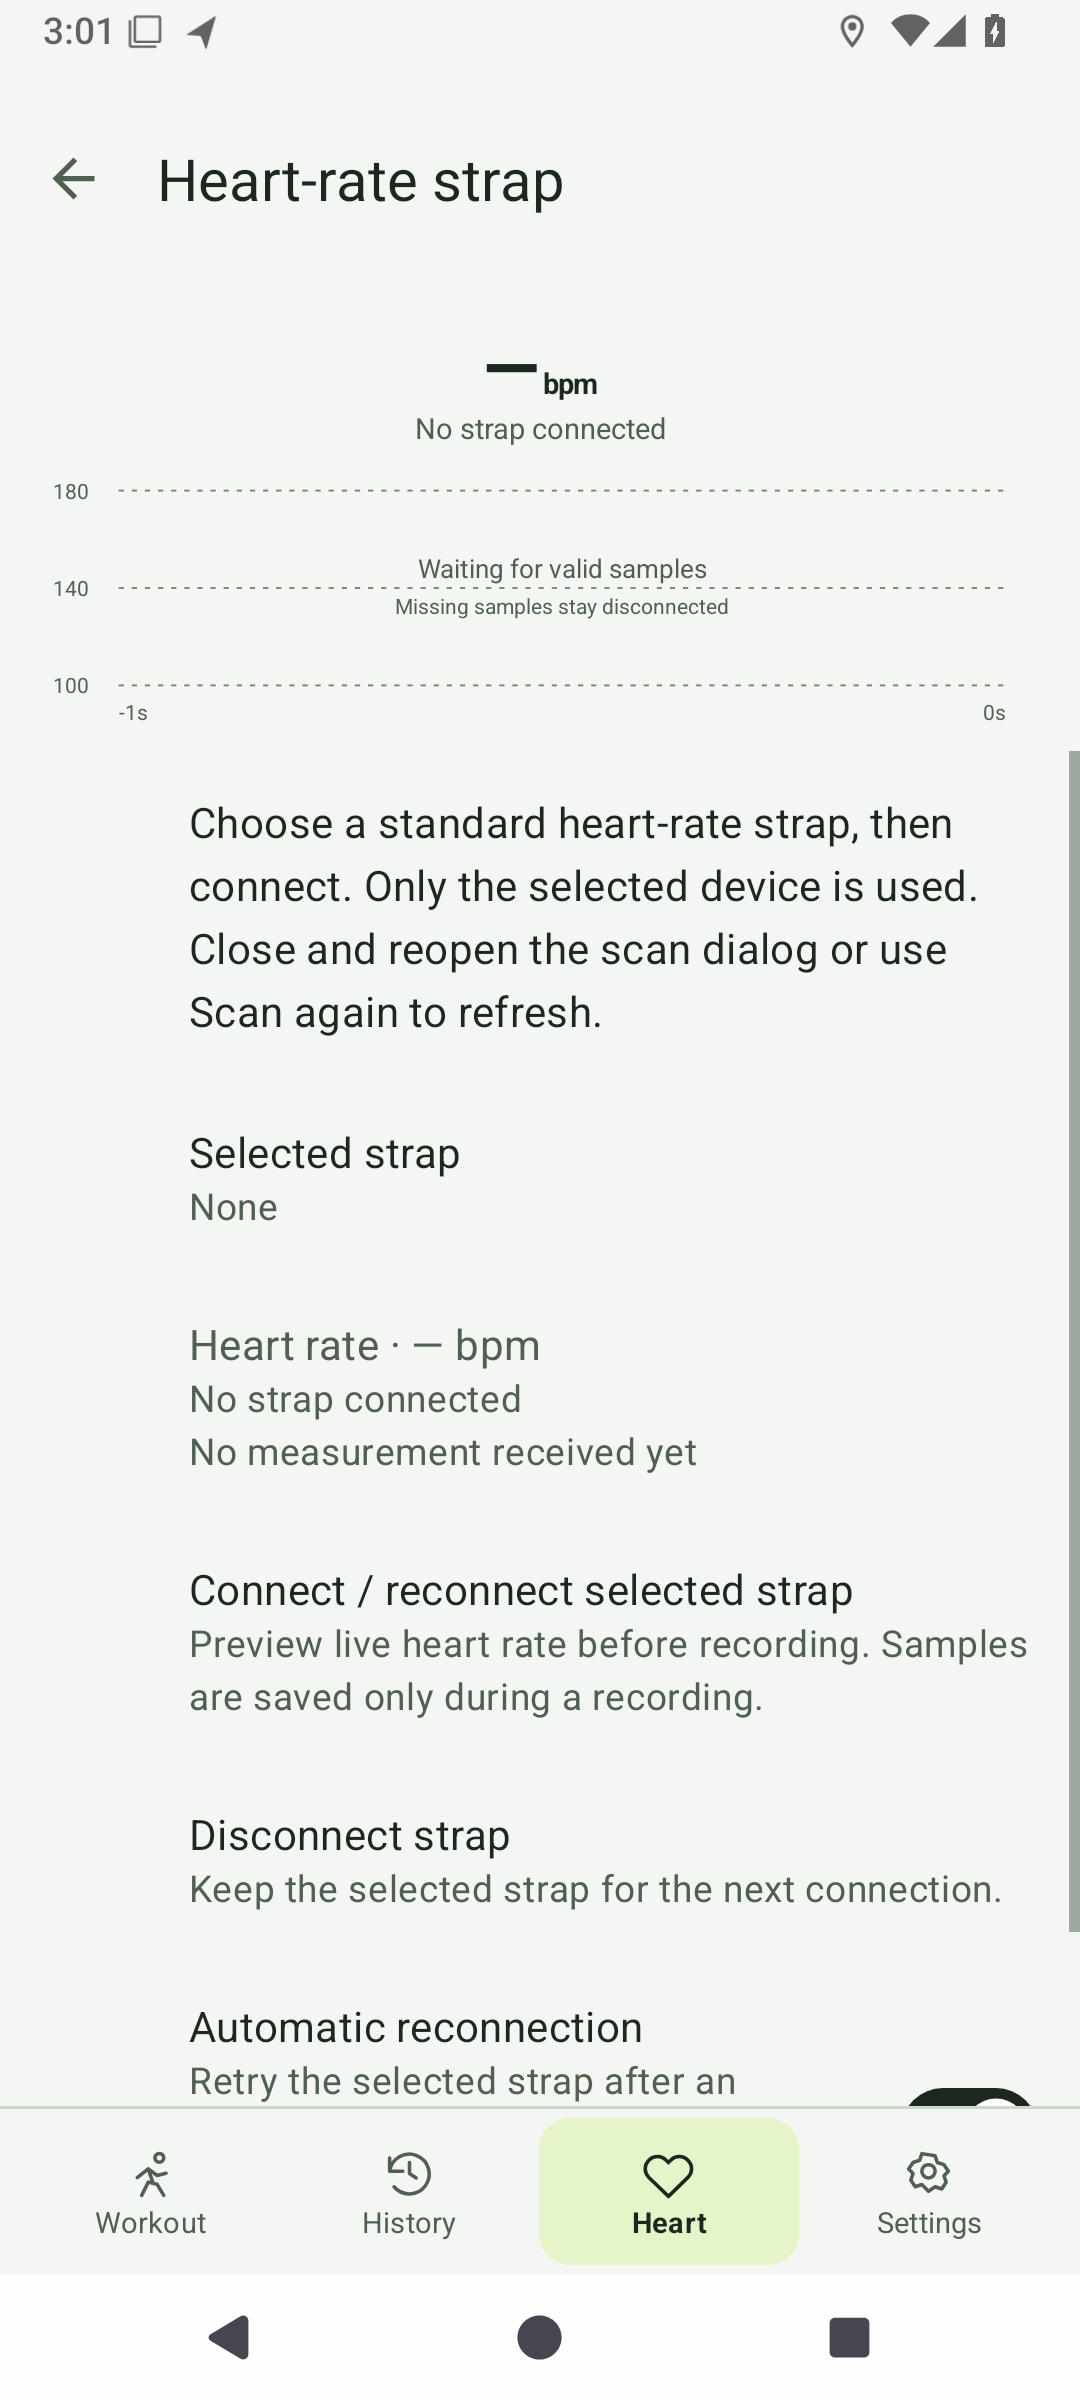 3:01
Heart-rate strap
— bpm
No strap connected
180
Waiting for valid samples
140
Missing samples stay disconnected
100
-1s 0s
Choose a standard heart-rate strap, then
connect. Only the selected device is used.
Close and reopen the scan dialog or use
Scan again to refresh.
Selected strap
None
Heart rate · — bpm
No strap connected
No measurement received yet
Connect / reconnect selected strap
Preview live heart rate before recording. Samples
are saved only during a recording.
Disconnect strap
Keep the selected strap for the next connection.
Automatic reconnection
Retry the selected strap after an
Workout History Heart Settings